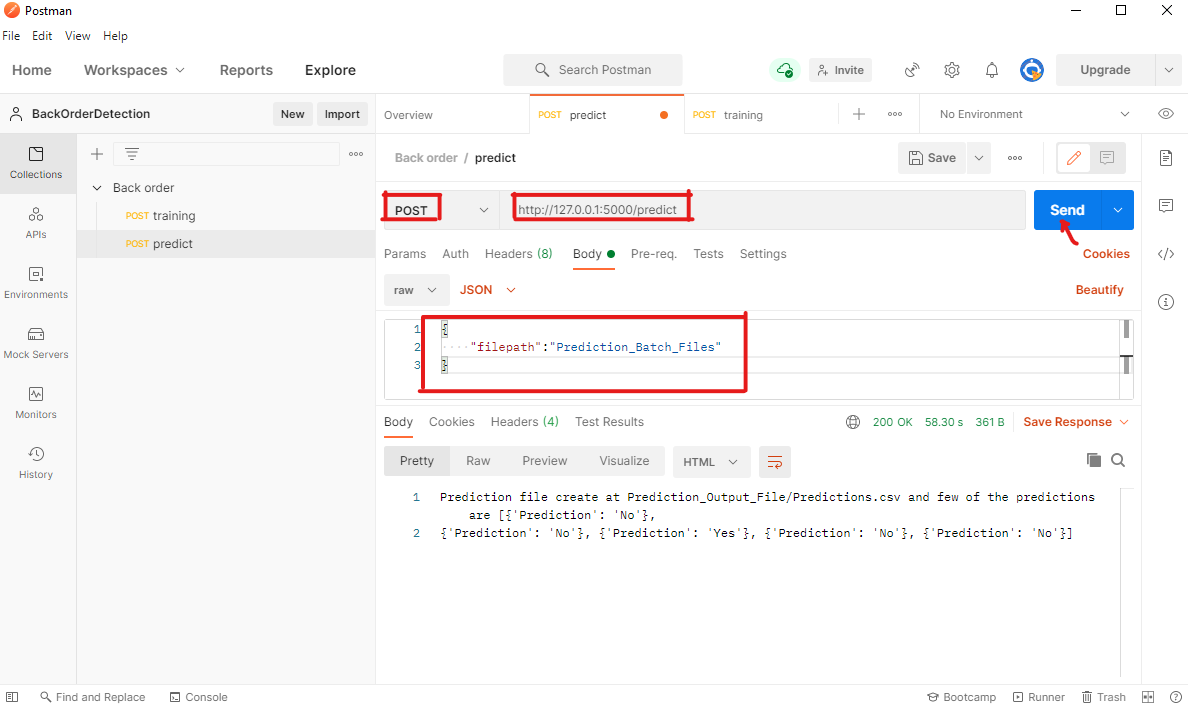 Postman
File Edit View Help
Home Workspaces Reports Explore Search Postman Invite Upgrade
BackOrderDetection New Import
Overview POST predict POST training No Environment
Collections
APIs
Environments
Mock Servers
Monitors
History
Back order
POST training
POST predict
Back order / predict Save
POST http://127.0.0.1:5000/predict Send
Params Auth Headers (8) Body Pre-req. Tests Settings Cookies
raw JSON Beautify
1 {
2 "filepath":"Prediction_Batch_Files"
3 }
Body Cookies Headers (4) Test Results 200 OK 58.30 s 361 B Save Response
Pretty Raw Preview Visualize HTML
1 Prediction file create at Prediction_Output_File/Predictions.csv and few of the predictions
are [{'Prediction': 'No'},
2 {'Prediction': 'No'}, {'Prediction': 'Yes'}, {'Prediction': 'No'}, {'Prediction': 'No'}]
Find and Replace Console Bootcamp Runner Trash